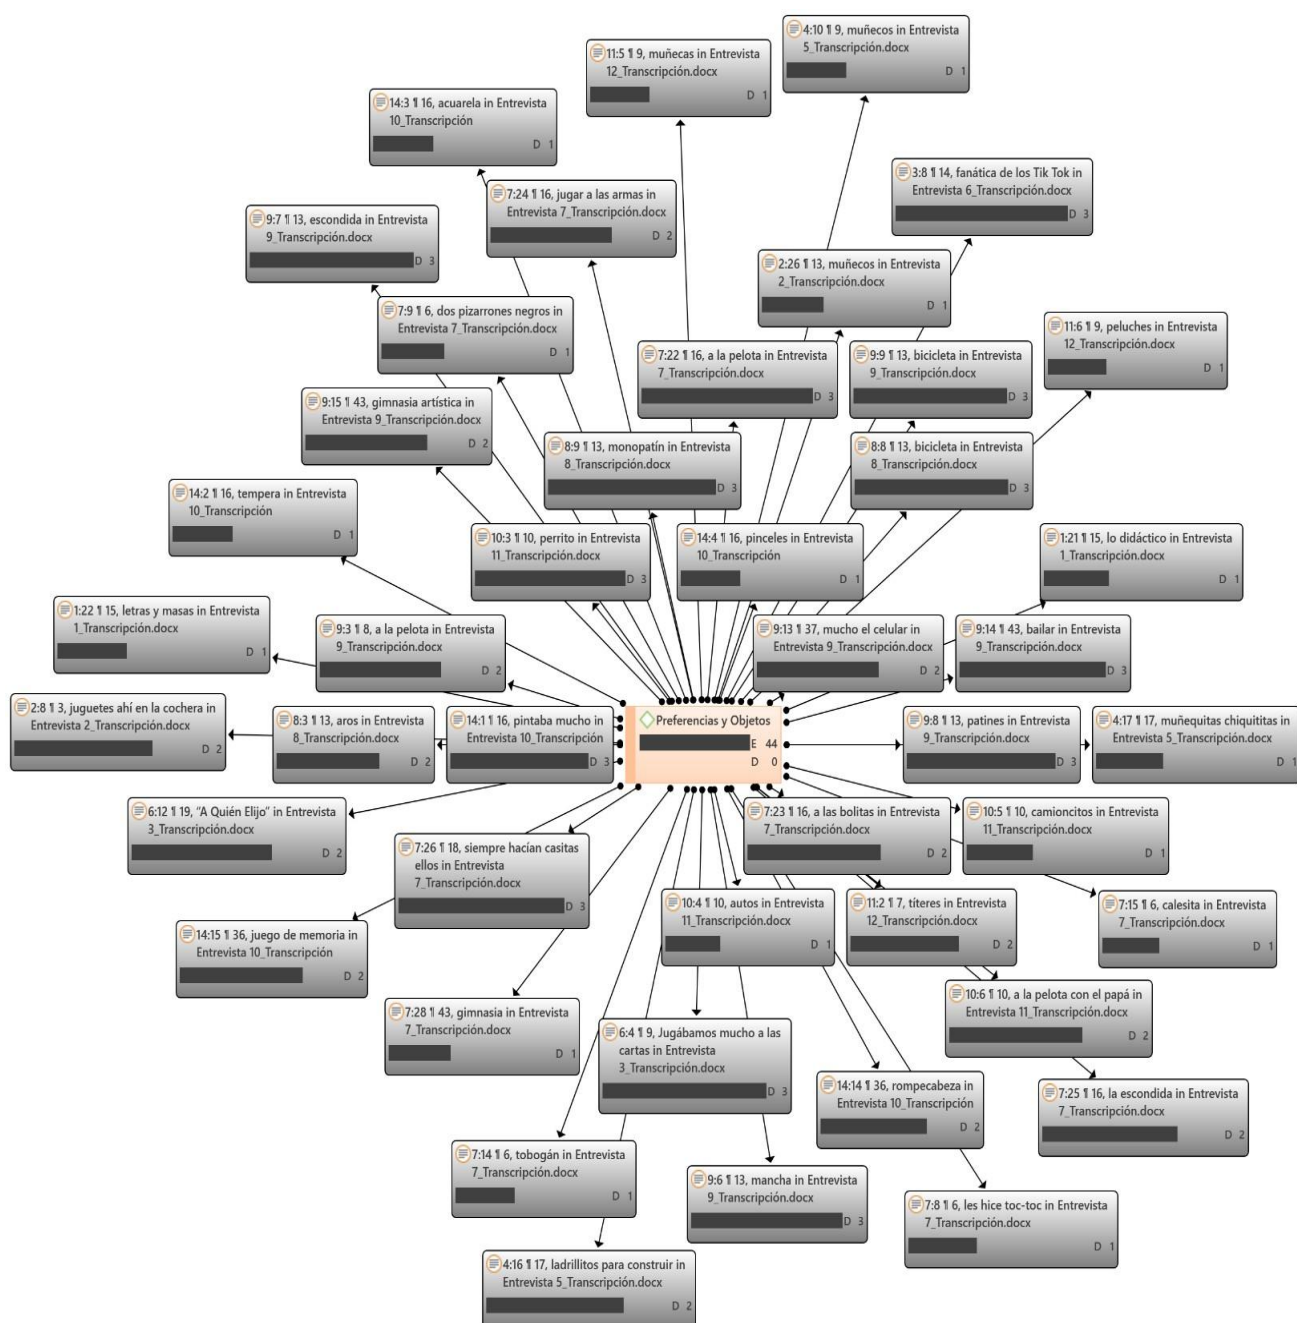 4:10 ¶ 9, muñecos in Entrevista
5_Transcripción.docx
D 1
11:5 ¶ 9, muñecas in Entrevista
12_Transcripción.docx
D 1
14:3 ¶ 16, acuarela in Entrevista
10_Transcripción
D 1
3:8 ¶ 14, fanática de los Tik Tok in
Entrevista 6_Transcripción.docx
D 3
7:24 ¶ 16, jugar a las armas in
Entrevista 7_Transcripción.docx
D 2
9:7 ¶ 13, escondida in Entrevista
9_Transcripción.docx
D 3
2:26 ¶ 13, muñecos in Entrevista
2_Transcripción.docx
D 1
7:9 ¶ 6, dos pizarrones negros in
Entrevista 7_Transcripción.docx
D 1
11:6 ¶ 9, peluches in Entrevista
12_Transcripción.docx
D 1
7:22 ¶ 16, a la pelota in Entrevista
7_Transcripción.docx
D 3
9:9 ¶ 13, bicicleta in Entrevista
9_Transcripción.docx
D 3
9:15 ¶ 43, gimnasia artística in
Entrevista 9_Transcripción.docx
D 2
8:9 ¶ 13, monopatín in Entrevista
8_Transcripción.docx
D 3
8:8 ¶ 13, bicicleta in Entrevista
8_Transcripción.docx
D 3
14:2 ¶ 16, tempera in Entrevista
10_Transcripción
D 1
10:3 ¶ 10, perrito in Entrevista
11_Transcripción.docx
D 3
14:4 ¶ 16, pinceles in Entrevista
10_Transcripción
D 1
1:21 ¶ 15, lo didáctico in Entrevista
1_Transcripción.docx
D 1
1:22 ¶ 15, letras y masas in Entrevista
1_Transcripción.docx
D 1
9:3 ¶ 8, a la pelota in Entrevista
9_Transcripción.docx
D 2
9:13 ¶ 37, mucho el celular in
Entrevista 9_Transcripción.docx
D 2
9:14 ¶ 43, bailar in Entrevista
9_Transcripción.docx
D 3
2:8 ¶ 3, juguetes ahí en la cochera in
Entrevista 2_Transcripción.docx
D 2
8:3 ¶ 13, aros in Entrevista
8_Transcripción.docx
D 2
14:1 ¶ 16, pintaba mucho in
Entrevista 10_Transcripción
D 3
Preferencias y Objetos
E 44
D 0
9:8 ¶ 13, patines in Entrevista
9_Transcripción.docx
D 3
4:17 ¶ 17, muñequitas chiquititas in
Entrevista 5_Transcripción.docx
D 1
6:12 ¶ 19, “A Quién Elijo” in Entrevista
3_Transcripción.docx
D 2
7:23 ¶ 16, a las bolitas in Entrevista
7_Transcripción.docx
D 2
10:5 ¶ 10, camioncitos in Entrevista
11_Transcripción.docx
D 1
7:26 ¶ 18, siempre hacían casitas
ellos in Entrevista
7_Transcripción.docx
D 3
10:4 ¶ 10, autos in Entrevista
11_Transcripción.docx
D 1
11:2 ¶ 7, títeres in Entrevista
12_Transcripción.docx
D 2
7:15 ¶ 6, calesita in Entrevista
7_Transcripción.docx
D 1
14:15 ¶ 36, juego de memoria in
Entrevista 10_Transcripción
D 2
10:6 ¶ 10, a la pelota con el papá in
Entrevista 11_Transcripción.docx
D 2
7:28 ¶ 43, gimnasia in Entrevista
7_Transcripción.docx
D 1
6:4 ¶ 9, Jugábamos mucho a las
cartas in Entrevista
3_Transcripción.docx
D 3
14:14 ¶ 36, rompecabeza in
Entrevista 10_Transcripción
D 2
7:25 ¶ 16, la escondida in Entrevista
7_Transcripción.docx
D 2
7:14 ¶ 6, tobogán in Entrevista
7_Transcripción.docx
D 1
9:6 ¶ 13, mancha in Entrevista
9_Transcripción.docx
D 3
7:8 ¶ 6, les hice toc-toc in Entrevista
7_Transcripción.docx
D 1
4:16 ¶ 17, ladrillitos para construir in
Entrevista 5_Transcripción.docx
D 2